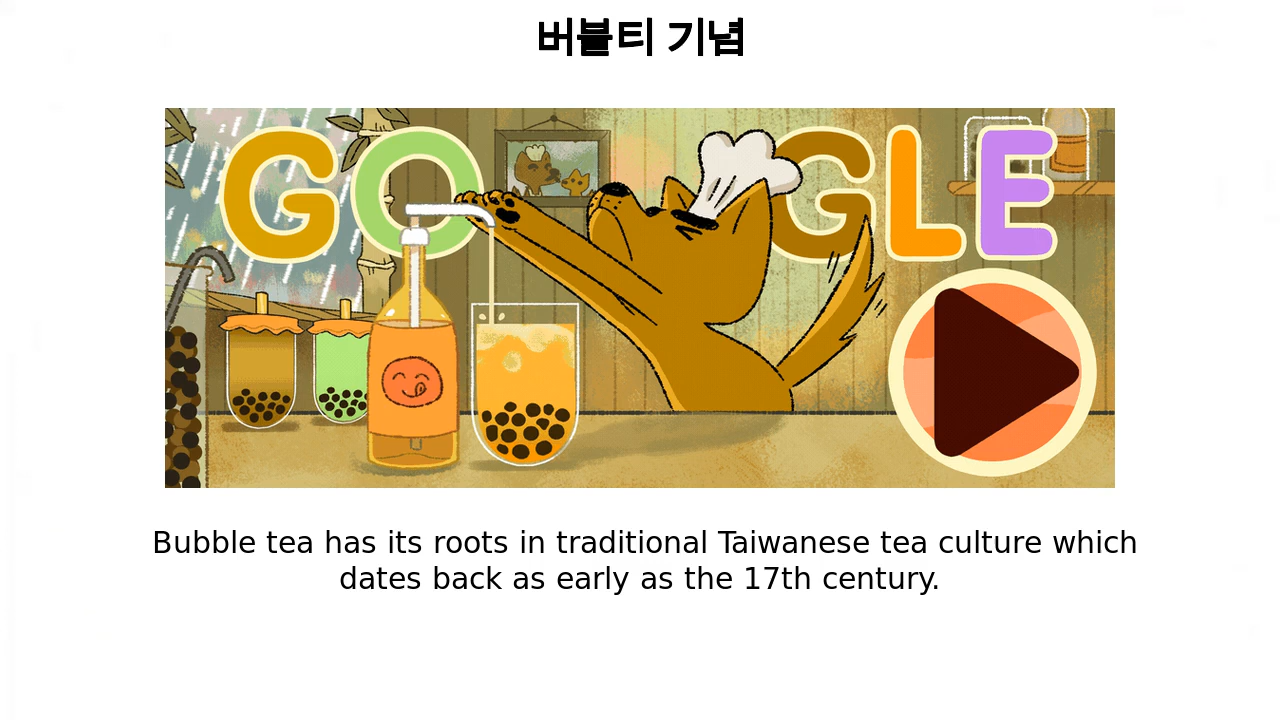 버블티 기념
GOOGLE
Bubble tea has its roots in traditional Taiwanese tea culture which
dates back as early as the 17th century.